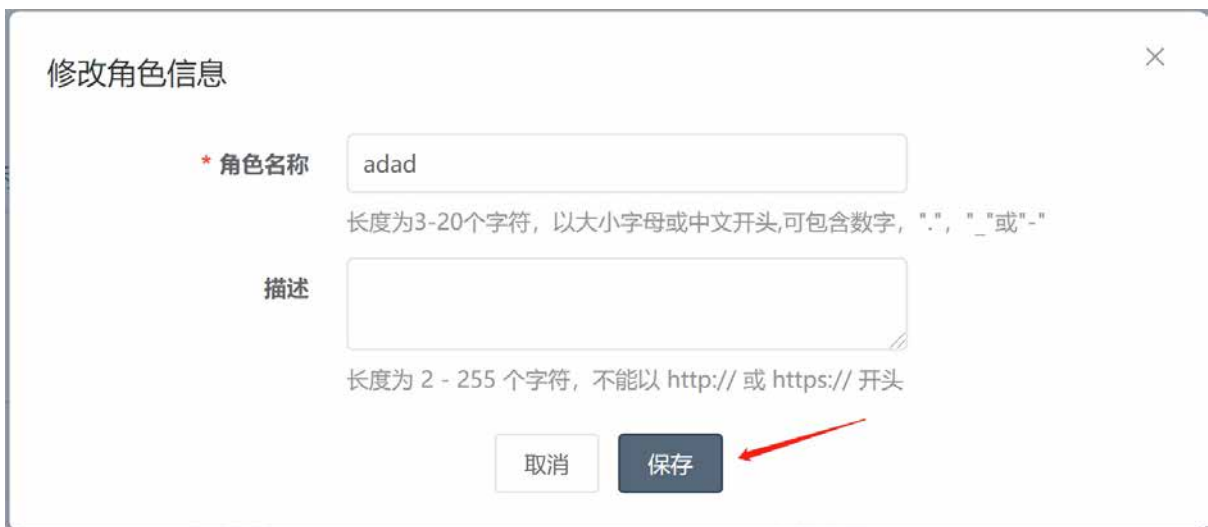 修改角色信息
* 角色名称
adad
长度为3-20个字符，以大小字母或中文开头,可包含数字，"."，"_"或"-"
描述
长度为 2 - 255 个字符，不能以 http:// 或 https:// 开头
取消
保存